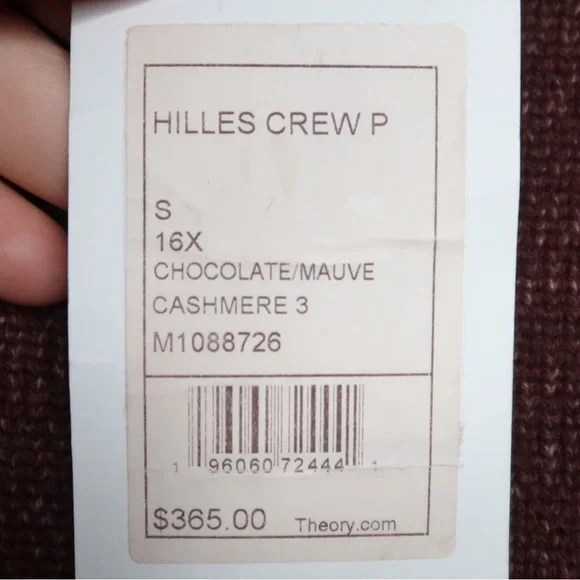 HILLES CREW P
S
16X
CHOCOLATE/MAUVE
CASHMERE 3
M1088726
1 96060 72444 1
$365.00 Theory.com